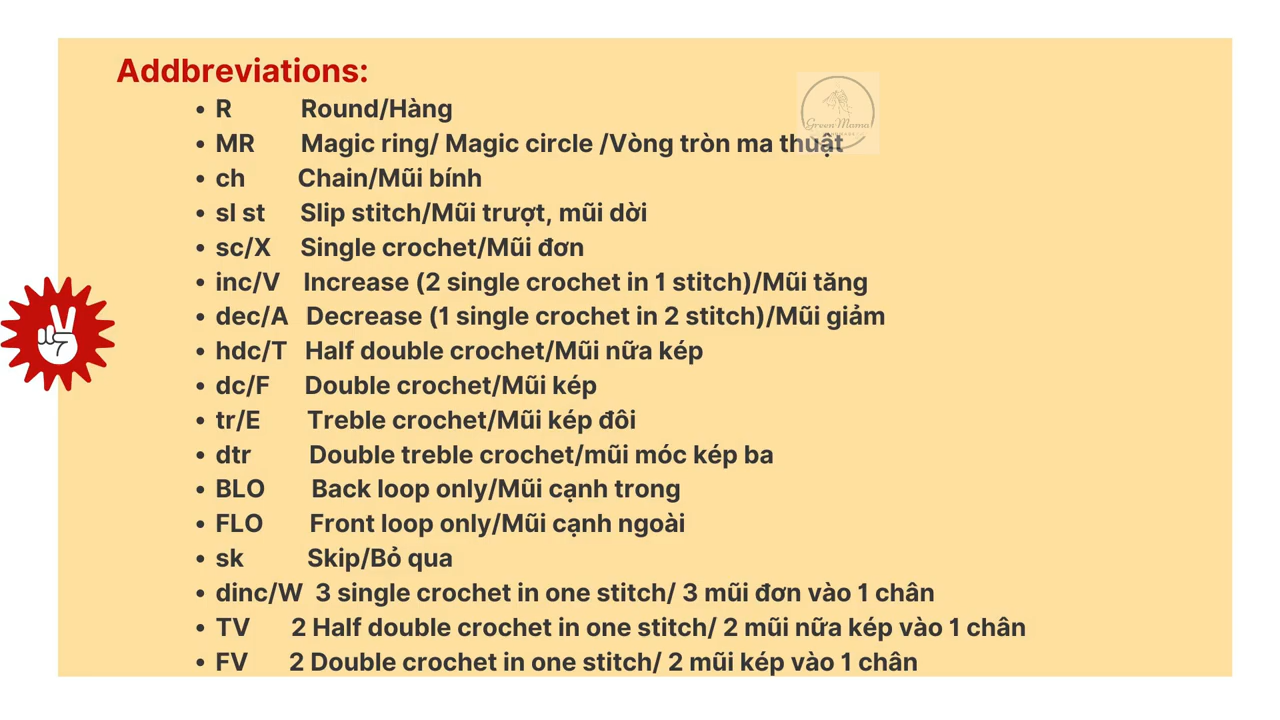 Addbreviations:
• R Round/Hàng
• MR Magic ring/ Magic circle /Vòng tròn ma thuật
Green Mama
• ch Chain/Mũi bính
• sl st Slip stitch/Mũi trượt, mũi dời
• sc/X Single crochet/Mũi đơn
• inc/V Increase (2 single crochet in 1 stitch)/Mũi tăng
• dec/A Decrease (1 single crochet in 2 stitch)/Mũi giảm
• hdc/T Half double crochet/Mũi nữa kép
• dc/F Double crochet/Mũi kép
• tr/E Treble crochet/Mũi kép đôi
• dtr Double treble crochet/mũi móc kép ba
• BLO Back loop only/Mũi cạnh trong
• FLO Front loop only/Mũi cạnh ngoài
• sk Skip/Bỏ qua
• dinc/W 3 single crochet in one stitch/ 3 mũi đơn vào 1 chân
• TV 2 Half double crochet in one stitch/ 2 mũi nữa kép vào 1 chân
• FV 2 Double crochet in one stitch/ 2 mũi kép vào 1 chân